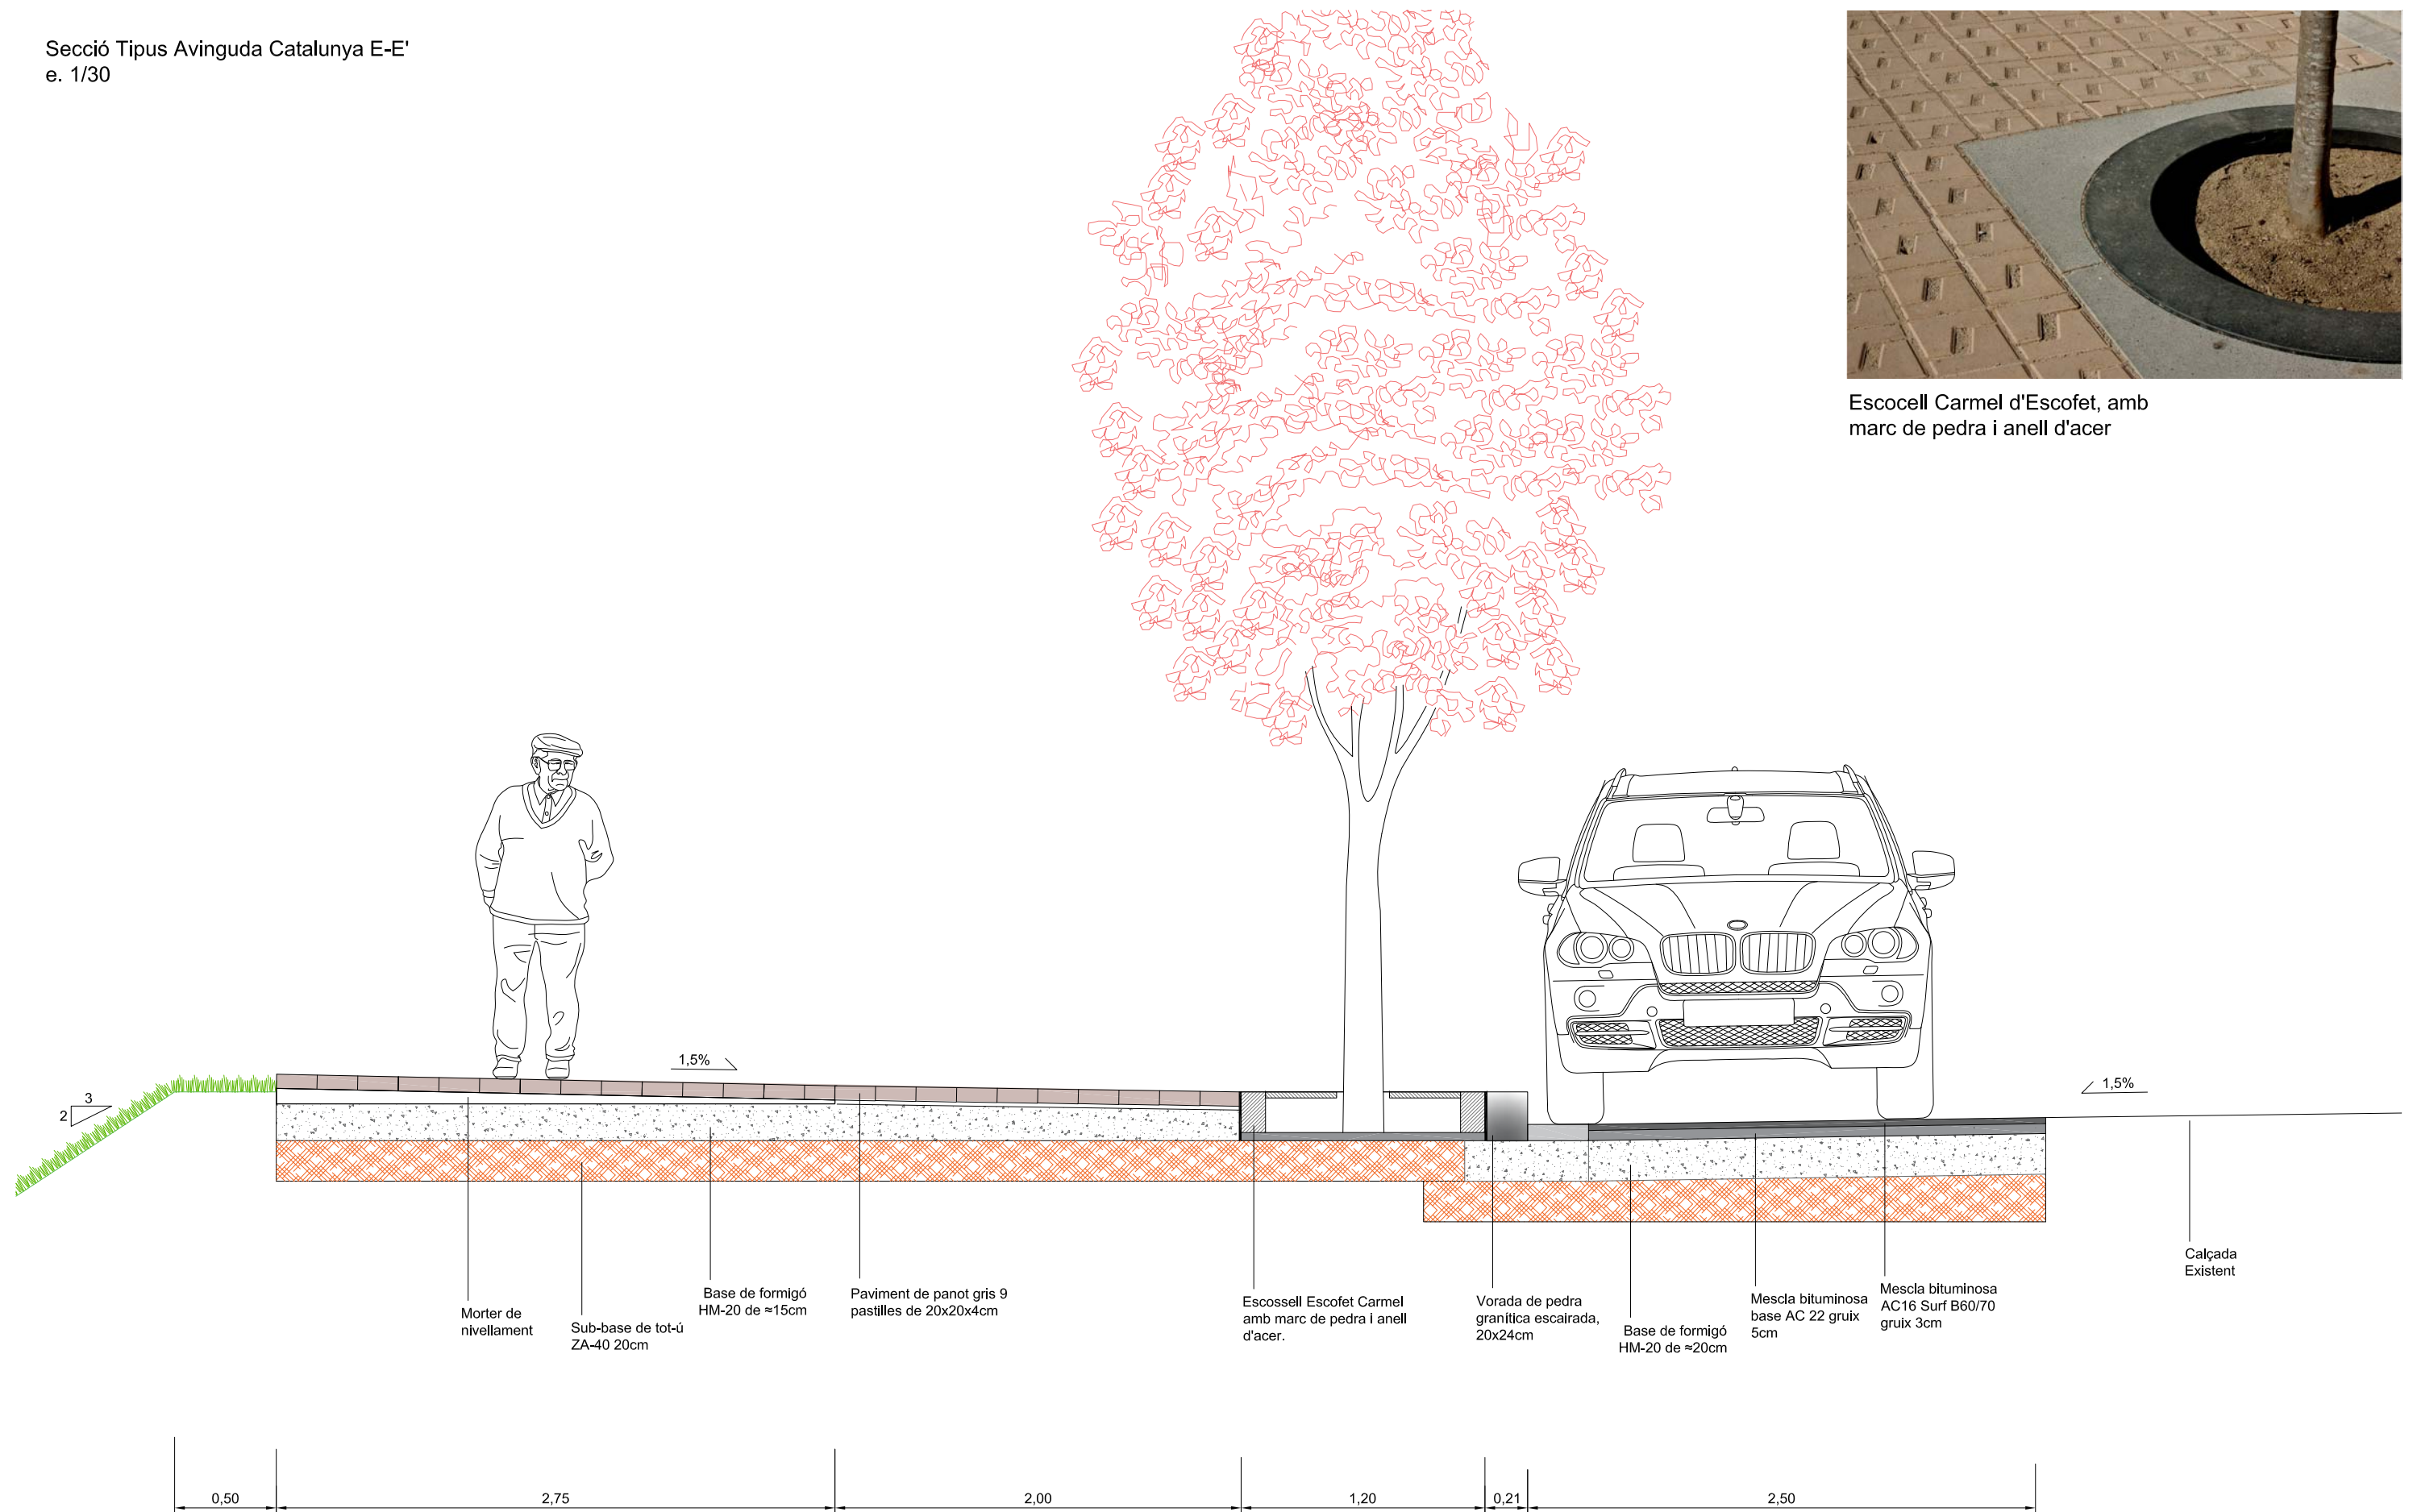 Secció Tipus Avinguda Catalunya E-E'
e. 1/30
Escocell Carmel d'Escofet, amb
marc de pedra i anell d'acer
1,5%
1,5%
3
2
Morter de
nivellament
Sub-base de tot-ú
ZA-40 20cm
Base de formigó
HM-20 de ≈15cm
Paviment de panot gris 9
pastilles de 20x20x4cm
Escossell Escofet Carmel
amb marc de pedra i anell
d'acer.
Vorada de pedra
granítica escairada,
20x24cm
Base de formigó
HM-20 de ≈20cm
Mescla bituminosa
base AC 22 gruix
5cm
Mescla bituminosa
AC16 Surf B60/70
gruix 3cm
Calçada
Existent
0,50
2,75
2,00
1,20
0,21
2,50